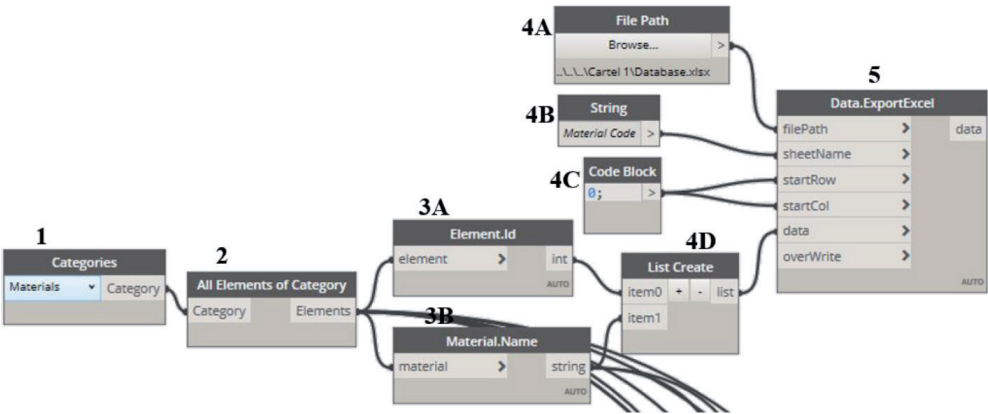 4A
File Path
Browse... >
..\..\..\Cartel 1\Database.xlsx
4B
String
Material Code >
4C
Code Block
0; >
5
Data.ExportExcel
filePath > data
sheetName >
startRow >
startCol >
data >
overWrite >
AUTO
3A
Element.Id
element > int
AUTO
4D
List Create
item0 + - list
item1
1
Categories
Materials Category
2
All Elements of Category
Category Elements
3B
Material.Name
material > string
AUTO